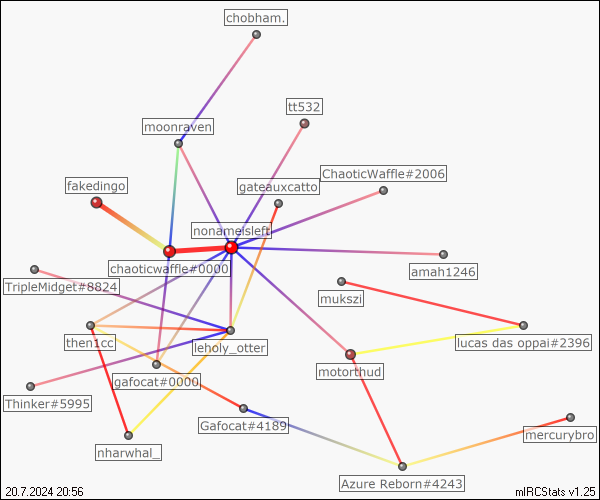 chobham.
tt532
moonraven
ChaoticWaffle#2006
fakedingo
gateauxcatto
nonameisleft
chaoticwaffle#0000
amah1246
TripleMidget#8824
mukszi
then1cc
leholy_otter
lucas das oppai#2396
motorthud
gafocat#0000
Thinker#5995
Gafocat#4189
mercurybro
nharwhal_
Azure Reborn#4243
20.7.2024 20:56
mIRCStats v1.25